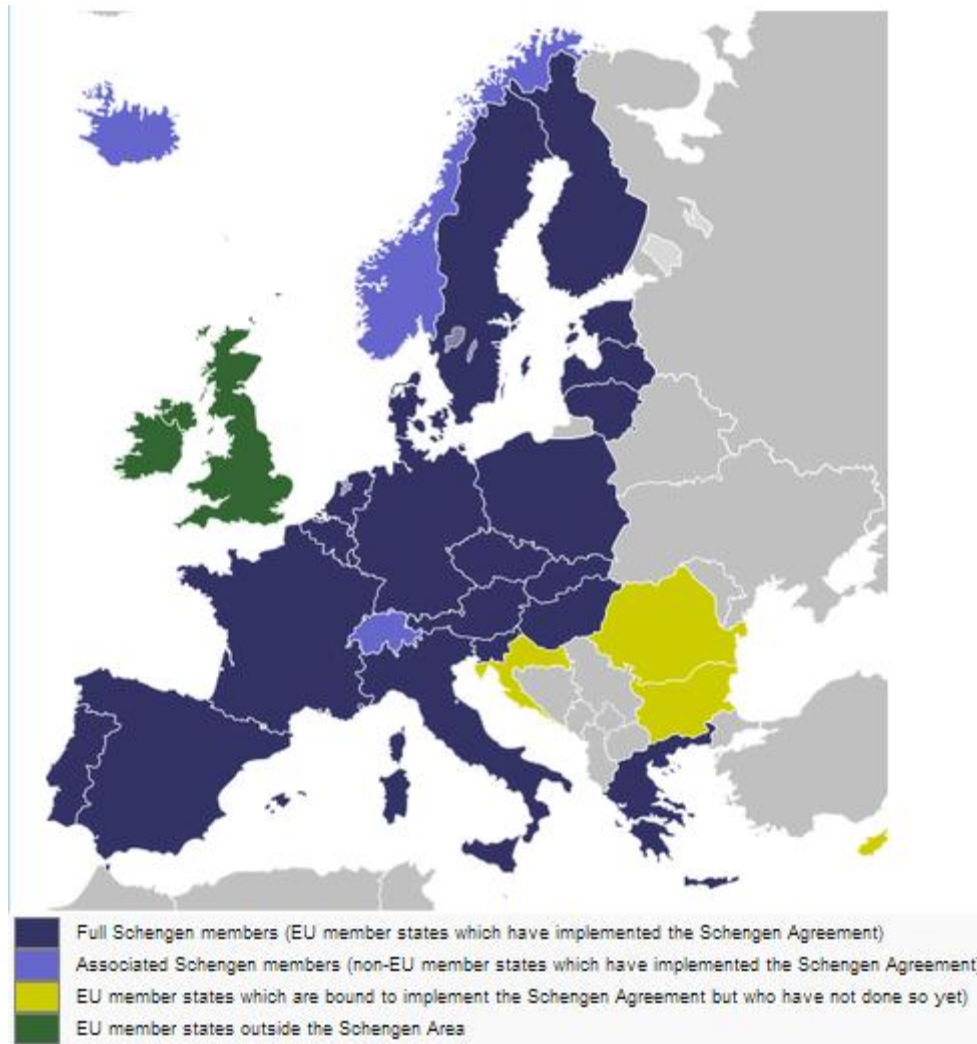 Full Schengen members (EU member states which have implemented the Schengen Agreement)
Associated Schengen members (non-EU member states which have implemented the Schengen Agreement
EU member states which are bound to implement the Schengen Agreement but who have not done so yet)
EU member states outside the Schengen Area